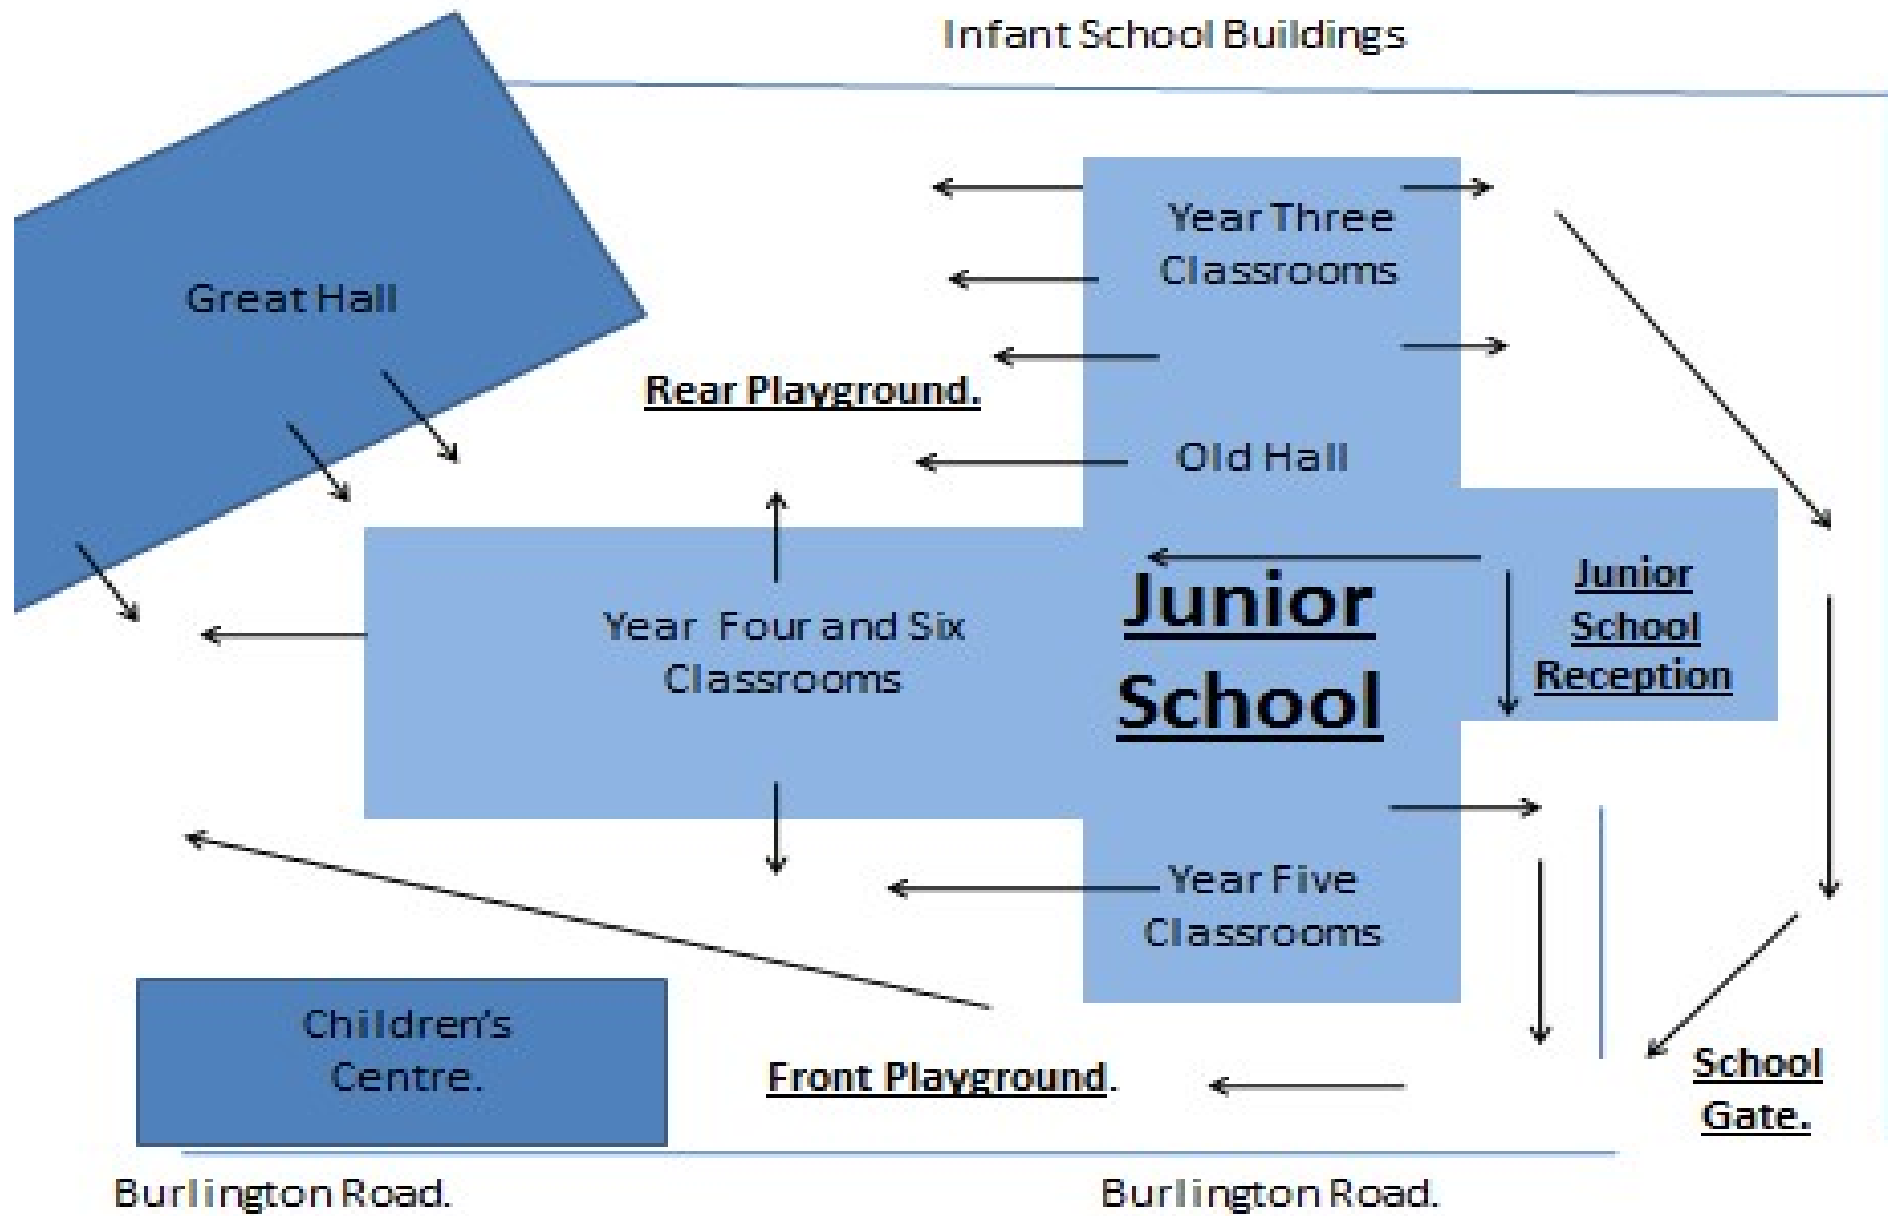 Infant School Buildings
Year Three
Classrooms
Great Hall
Rear Playground.
Old Hall
Junior
School
Reception
Year Four and Six
Classrooms
Junior
School
Year Five
Classrooms
Children's
Centre.
Front Playground.
School
Gate.
Burlington Road.
Burlington Road.